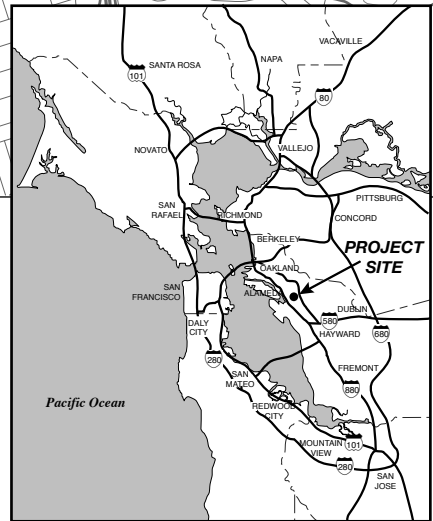 VACAVILLE
NAPA
SANTA ROSA
101
80
VALLEJO
NOVATO
PITTSBURG
SAN
RAFAEL
RICHMOND
CONCORD
BERKELEY
PROJECT
SITE
OAKLAND
SAN
FRANCISCO
ALAMEDA
DUBLIN
580
680
DALY
CITY
HAYWARD
280
SAN
MATEO
FREMONT
880
REDWOOD
CITY
Pacific Ocean
MOUNTAIN
VIEW
101
280
SAN
JOSE